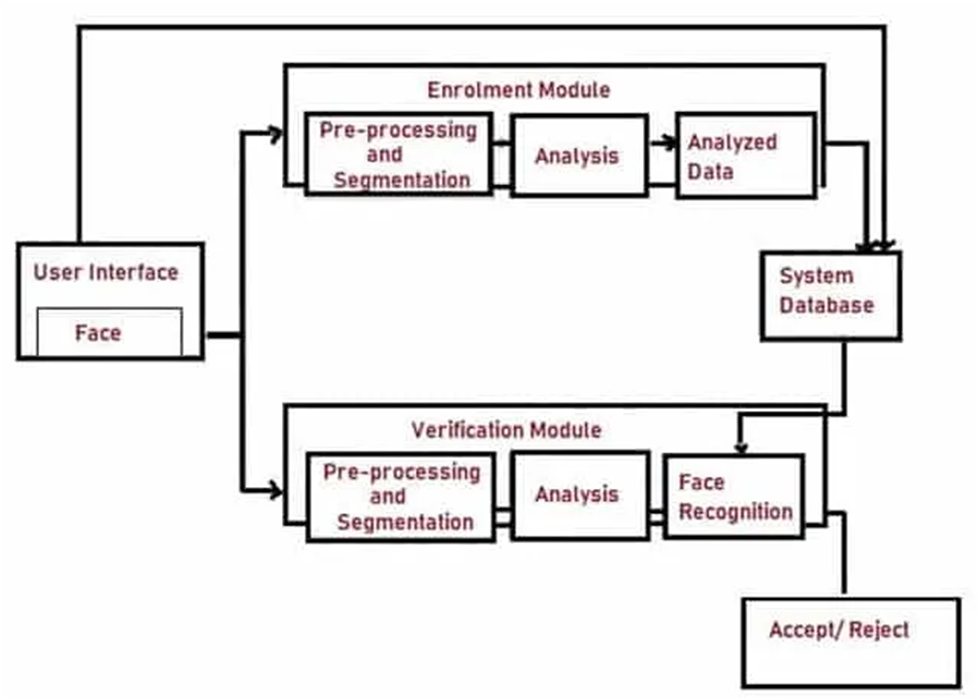 Enrolment Module
Pre-processing
and
Segmentation
Analysis
Analyzed
Data
User Interface
Face
System
Database
Verification Module
Pre-processing
and
Segmentation
Analysis
Face
Recognition
Accept/ Reject